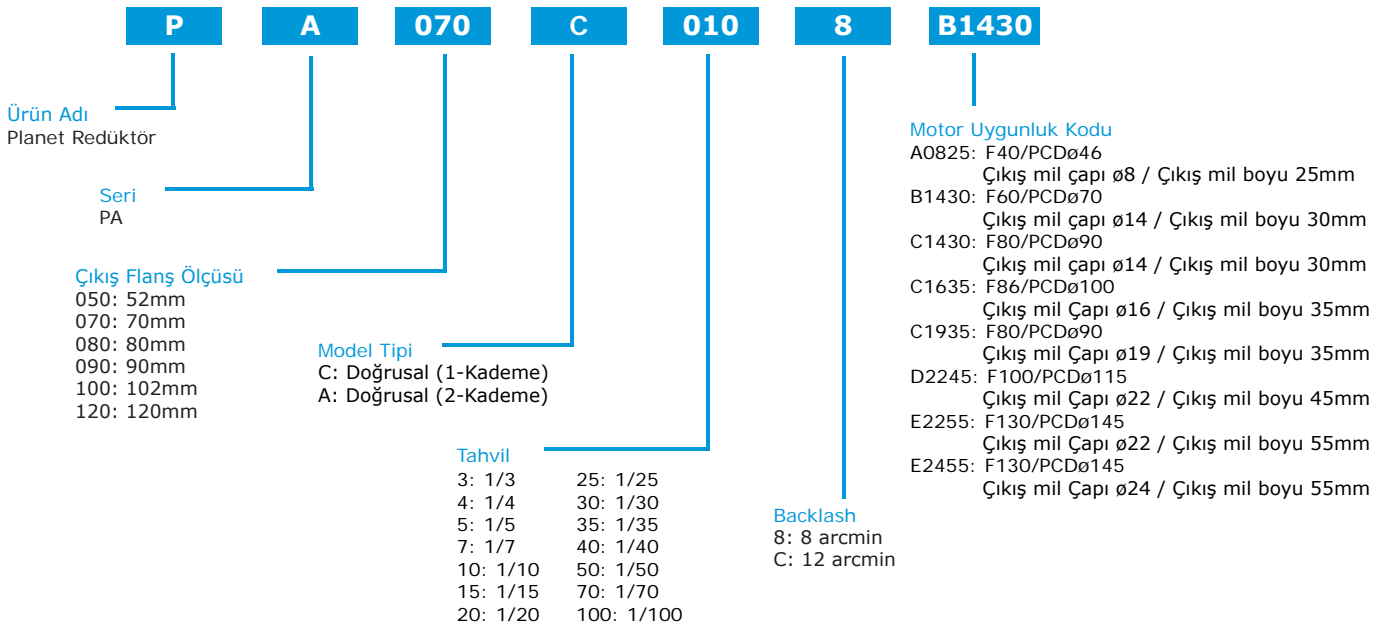 P A 070 C 010 8 B1430
Ürün Adı
Planet Redüktör
Seri
PA
Çıkış Flanş Ölçüsü
050: 52mm
070: 70mm
080: 80mm
090: 90mm
100: 102mm
120: 120mm
Model Tipi
C: Doğrusal (1-Kademe)
A: Doğrusal (2-Kademe)
Tahvil
3: 1/3 25: 1/25
4: 1/4 30: 1/30
5: 1/5 35: 1/35
7: 1/7 40: 1/40
10: 1/10 50: 1/50
15: 1/15 70: 1/70
20: 1/20 100: 1/100
Backlash
8: 8 arcmin
C: 12 arcmin
Motor Uygunluk Kodu
A0825: F40/PCDø46
Çıkış mil çapı ø8 / Çıkış mil boyu 25mm
B1430: F60/PCDø70
Çıkış mil çapı ø14 / Çıkış mil boyu 30mm
C1430: F80/PCDø90
Çıkış mil çapı ø14 / Çıkış mil boyu 30mm
C1635: F86/PCDø100
Çıkış mil Çapı ø16 / Çıkış mil boyu 35mm
C1935: F80/PCDø90
Çıkış mil Çapı ø19 / Çıkış mil boyu 35mm
D2245: F100/PCDø115
Çıkış mil Çapı ø22 / Çıkış mil boyu 45mm
E2255: F130/PCDø145
Çıkış mil Çapı ø22 / Çıkış mil boyu 55mm
E2455: F130/PCDø145
Çıkış mil Çapı ø24 / Çıkış mil boyu 55mm